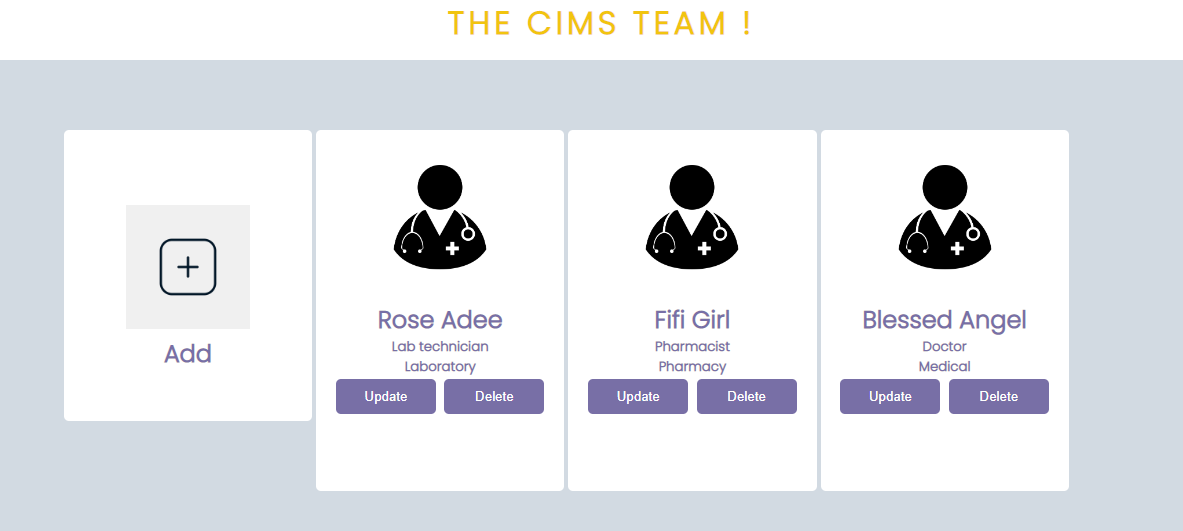 THE CIMS TEAM !
Add
Rose Adee
Lab technician
Laboratory
Update Delete
Fifi Girl
Pharmacist
Pharmacy
Update Delete
Blessed Angel
Doctor
Medical
Update Delete